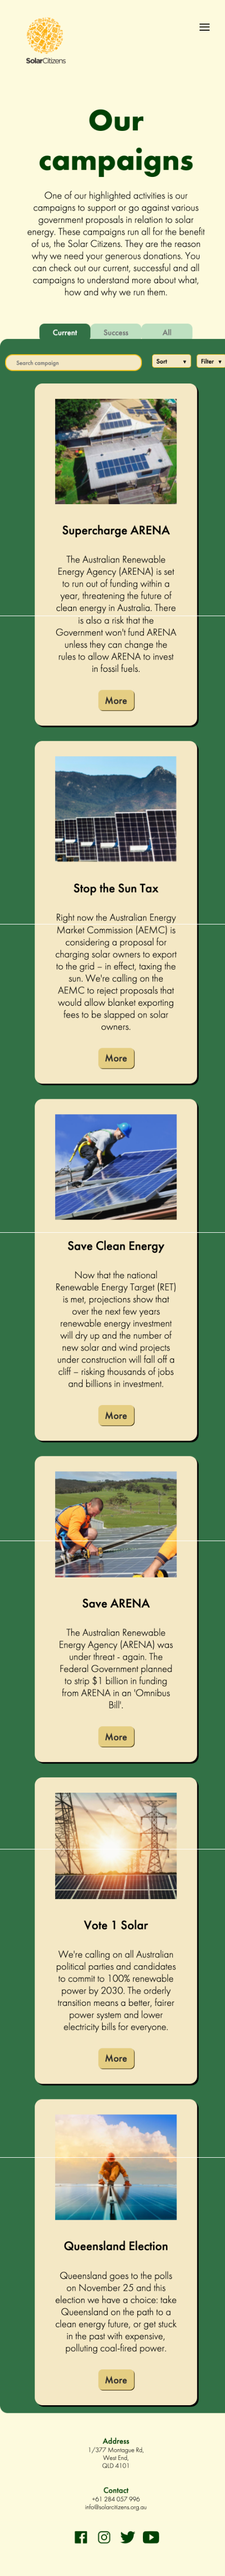 SolarCitizens
Our
campaigns
One of our highlighted activities is our
campaigns to support or go against various
government proposals in relation to solar
energy. These campaigns run all for the benefit
of us, the Solar Citizens. They are the reason
why we need your generous donations. You
can check out our current, successful and all
campaigns to understand more about what,
how and why we run them.
Current Success All
Search campaign Sort ▾ Filter ▾
Supercharge ARENA
The Australian Renewable
Energy Agency (ARENA) is set
to run out of funding within a
year, threatening the future of
clean energy in Australia. There
is also a risk that the
Government won't fund ARENA
unless they can change the
rules to allow ARENA to invest
in fossil fuels.
More
Stop the Sun Tax
Right now the Australian Energy
Market Commission (AEMC) is
considering a proposal for
charging solar owners to export
to the grid – in effect, taxing the
sun. We're calling on the
AEMC to reject proposals that
would allow blanket exporting
fees to be slapped on solar
owners.
More
Save Clean Energy
Now that the national
Renewable Energy Target (RET)
is met, projections show that
over the next few years
renewable energy investment
will dry up and the number of
new solar and wind projects
under construction will fall off a
cliff – risking thousands of jobs
and billions in investment.
More
Save ARENA
The Australian Renewable
Energy Agency (ARENA) was
under threat - again. The
Federal Government planned
to strip $1 billion in funding
from ARENA in an 'Omnibus
Bill'.
More
Vote 1 Solar
We're calling on all Australian
political parties and candidates
to commit to 100% renewable
power by 2030. The orderly
transition means a better, fairer
power system and lower
electricity bills for everyone.
More
Queensland Election
Queensland goes to the polls
on November 25 and this
election we have a choice: take
Queensland on the path to a
clean energy future, or get stuck
in the past with expensive,
polluting coal-fired power.
More
Address
1/377 Montague Rd,
West End,
QLD 4101
Contact
+61 284 057 996
info@solarcitizens.org.au